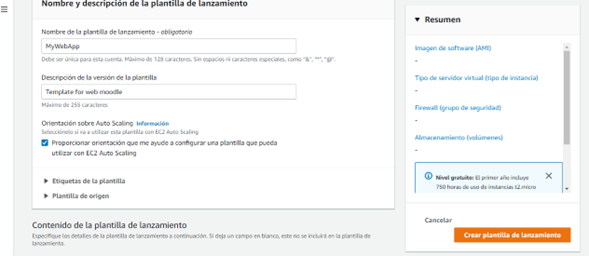 Nombre y descripción de la plantilla de lanzamiento
Nombre de la plantilla de lanzamiento - obligatorio
MyWebApp
Debe ser única para esta cuenta. Máximo de 128 caracteres. Sin espacios ni caracteres especiales, como "&", "*", "@".
Descripción de la versión de la plantilla
Template for web moodle
Máximo de 255 caracteres
Orientación sobre Auto Scaling Información
Selecciónelo si va a utilizar esta plantilla con EC2 Auto Scaling
Proporcionar orientación que me ayude a configurar una plantilla que pueda
utilizar con EC2 Auto Scaling
Etiquetas de la plantilla
Plantilla de origen
Contenido de la plantilla de lanzamiento
Especifique los detalles de la plantilla de lanzamiento a continuación. Si deja un campo en blanco, este no se incluirá en la plantilla de
lanzamiento.
Resumen
Imagen de software (AMI)
-
Tipo de servidor virtual (tipo de instancia)
-
Firewall (grupo de seguridad)
-
Almacenamiento (volúmenes)
-
Nivel gratuito: El primer año incluye
750 horas de uso de instancias t2.micro
Cancelar
Crear plantilla de lanzamiento